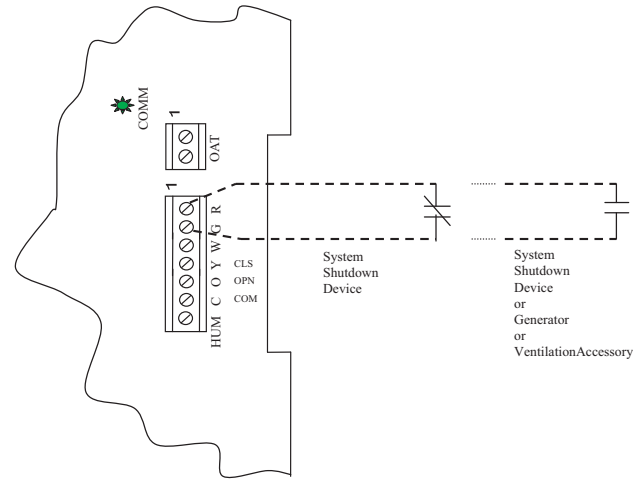 COMM
1
OAT
1
R
G
W
Y CLS
O OPN
C COM
HUM
System
Shutdown
Device
System
Shutdown
Device
or
Generator
or
VentilationAccessory